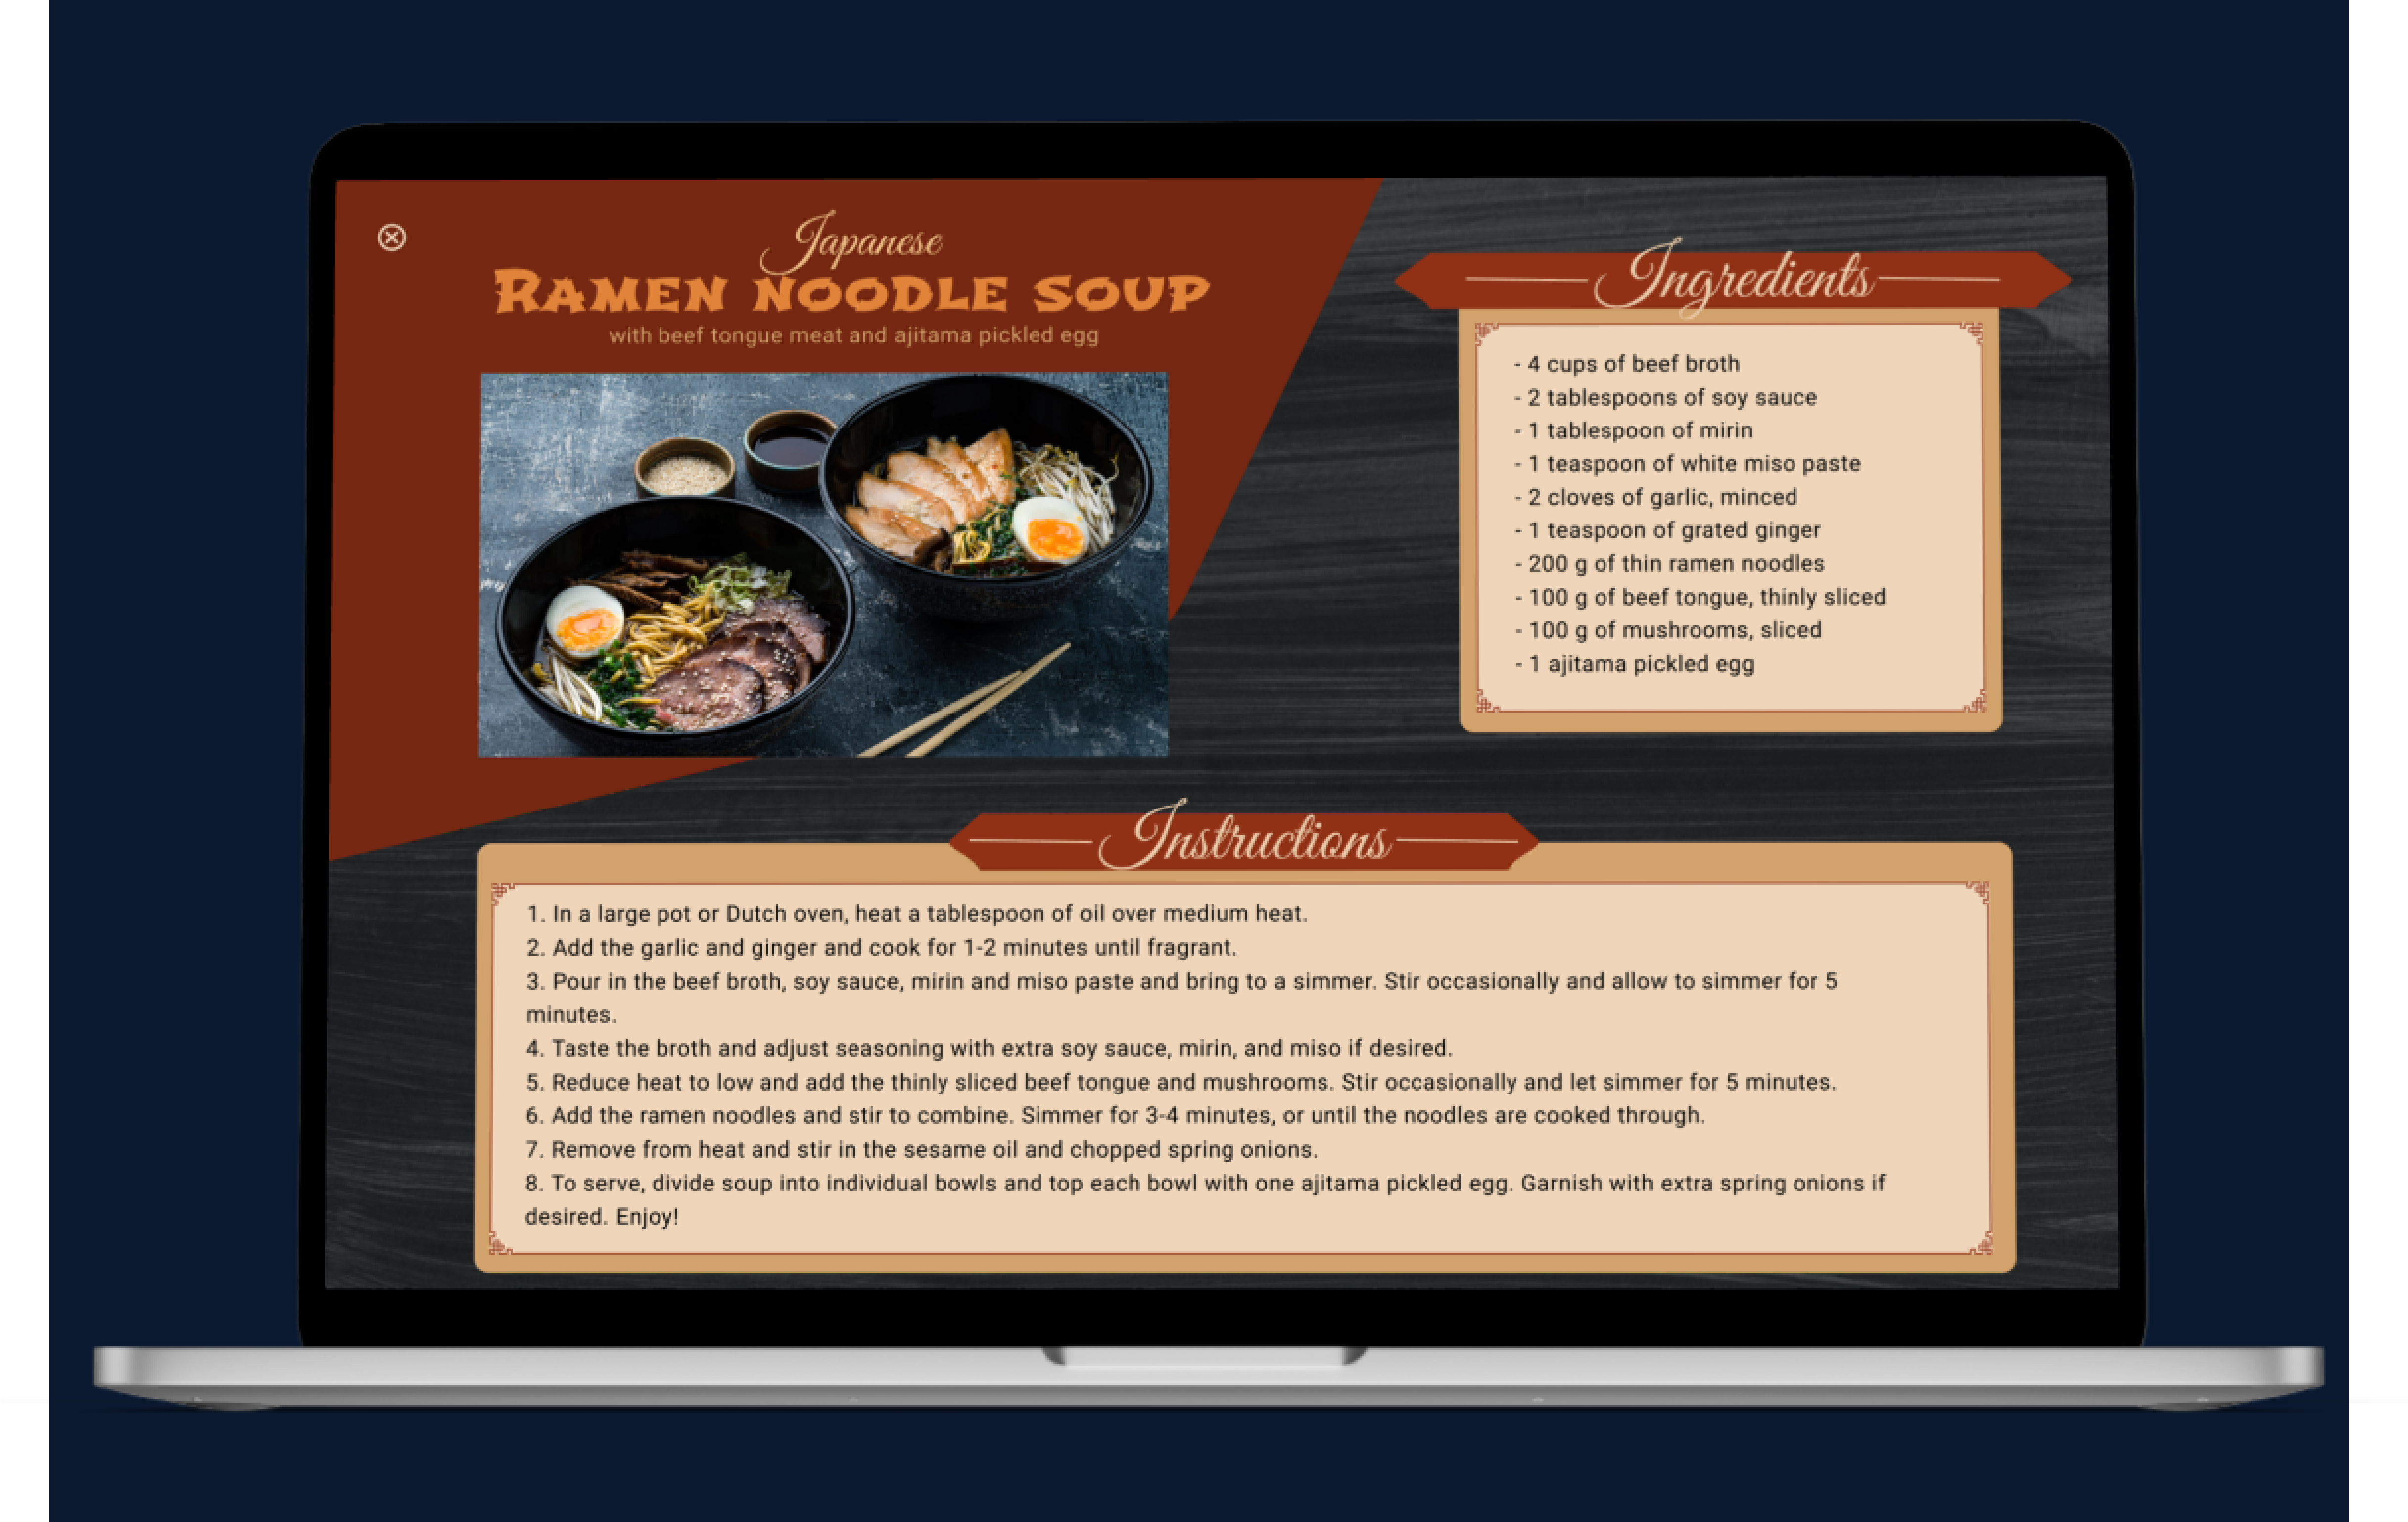 Japanese
RAMEN NOODLE SOUP
with beef tongue meat and ajitama pickled egg
Ingredients
- 4 cups of beef broth
- 2 tablespoons of soy sauce
- 1 tablespoon of mirin
- 1 teaspoon of white miso paste
- 2 cloves of garlic, minced
- 1 teaspoon of grated ginger
- 200 g of thin ramen noodles
- 100 g of beef tongue, thinly sliced
- 100 g of mushrooms, sliced
- 1 ajitama pickled egg
Instructions
1. In a large pot or Dutch oven, heat a tablespoon of oil over medium heat.
2. Add the garlic and ginger and cook for 1-2 minutes until fragrant.
3. Pour in the beef broth, soy sauce, mirin and miso paste and bring to a simmer. Stir occasionally and allow to simmer for 5
minutes.
4. Taste the broth and adjust seasoning with extra soy sauce, mirin, and miso if desired.
5. Reduce heat to low and add the thinly sliced beef tongue and mushrooms. Stir occasionally and let simmer for 5 minutes.
6. Add the ramen noodles and stir to combine. Simmer for 3-4 minutes, or until the noodles are cooked through.
7. Remove from heat and stir in the sesame oil and chopped spring onions.
8. To serve, divide soup into individual bowls and top each bowl with one ajitama pickled egg. Garnish with extra spring onions if
desired. Enjoy!